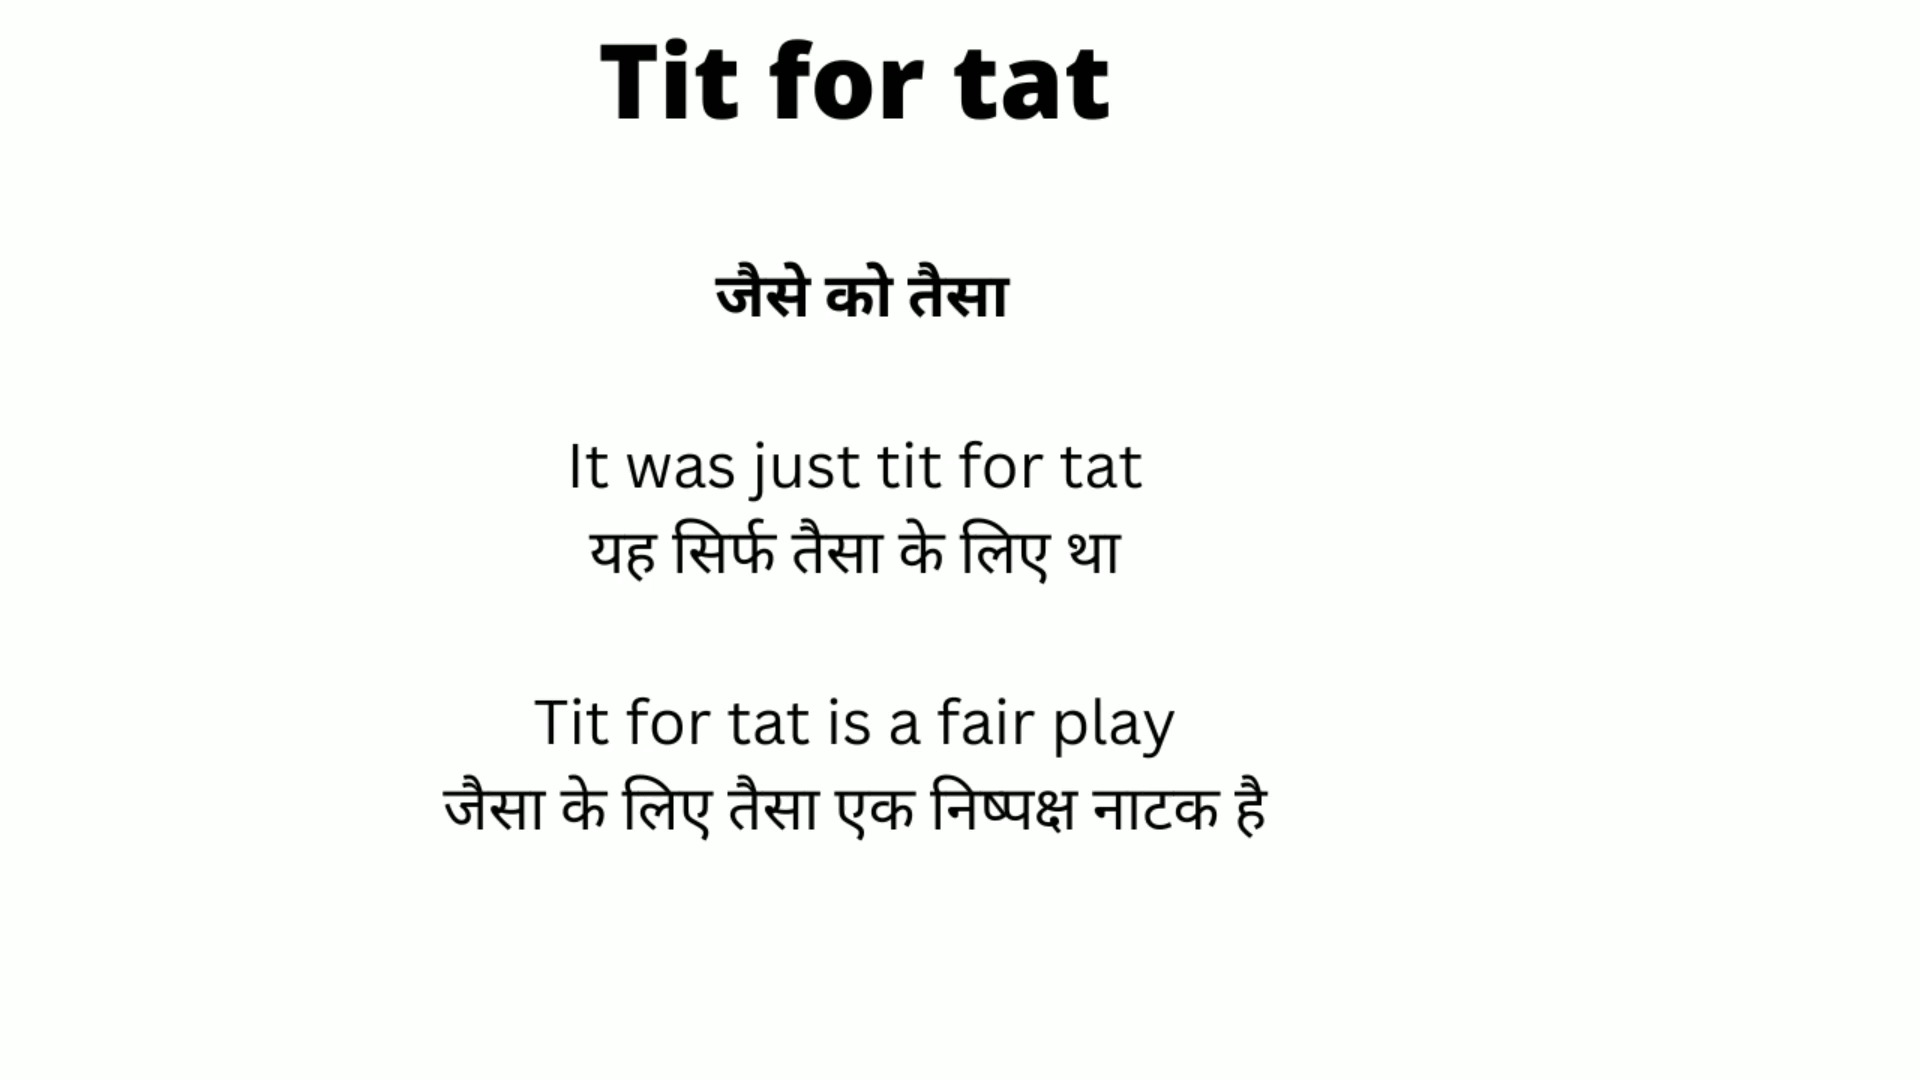 Tit for tat
जैसे को तैसा
It was just tit for tat
यह सिर्फ तैसा के लिए था
Tit for tat is a fair play
जैसा के लिए तैसा एक निष्पक्ष नाटक है